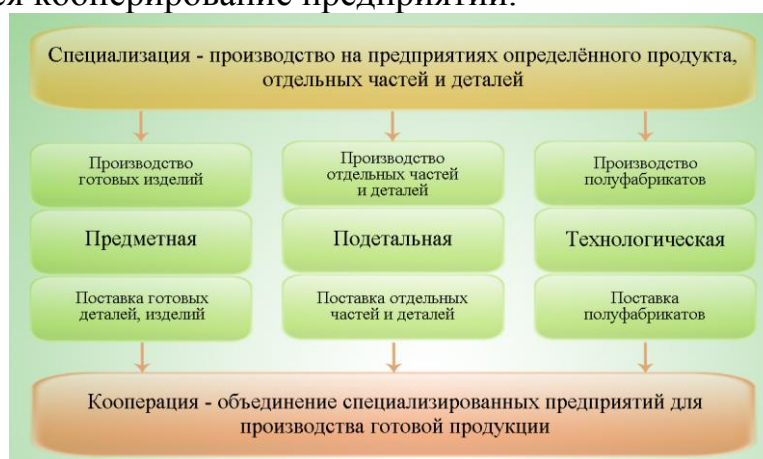 кооперирование предприятий.
Специализация - производство на предприятиях определённого продукта,
отдельных частей и деталей
Производство
готовых изделий
Производство
отдельных частей
и деталей
Производство
полуфабрикатов
Предметная
Подетальная
Технологическая
Поставка готовых
деталей, изделий
Поставка отдельных
частей и деталей
Поставка
полуфабрикатов
Кооперация - объединение специализированных предприятий для
производства готовой продукции